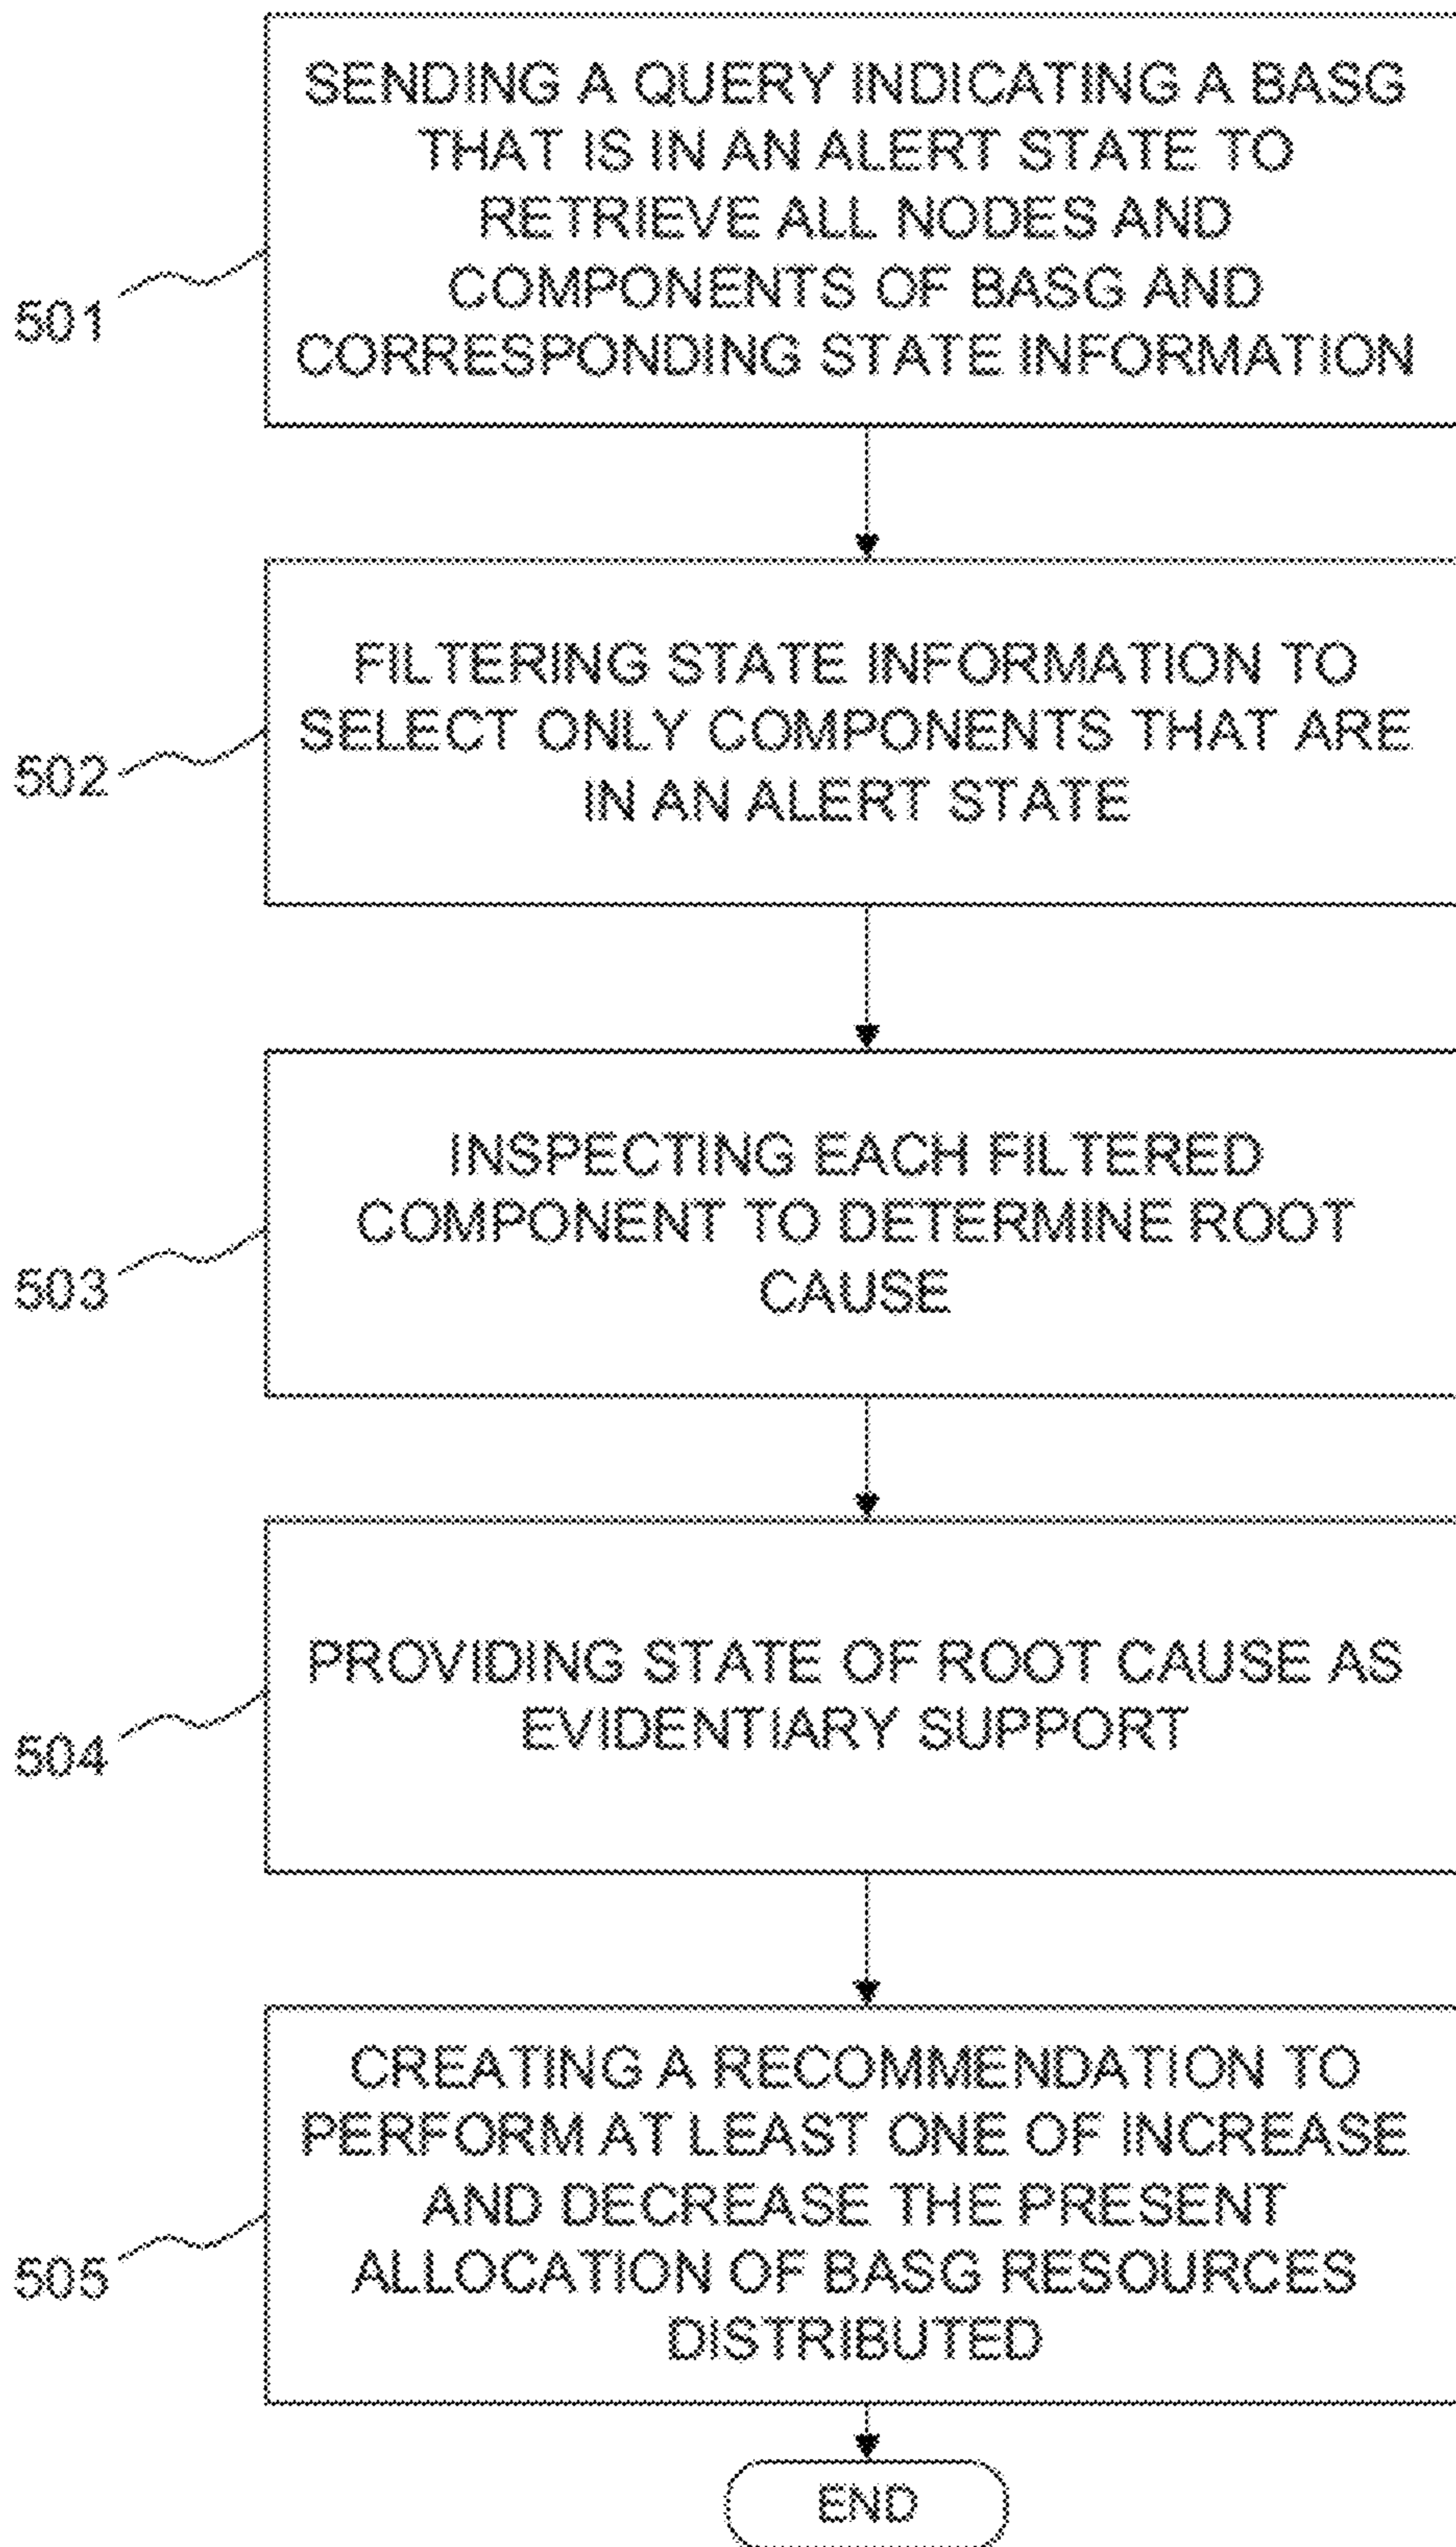 SENDING A QUERY INDICATING A BASG
THAT IS IN AN ALERT STATE TO
RETRIEVE ALL NODES AND
COMPONENTS OF BASG AND
CORRESPONDING STATE INFORMATION
501
FILTERING STATE INFORMATION TO
SELECT ONLY COMPONENTS THAT ARE
IN AN ALERT STATE
502
INSPECTING EACH FILTERED
COMPONENT TO DETERMINE ROOT
CAUSE
503
PROVIDING STATE OF ROOT CAUSE AS
EVIDENTIARY SUPPORT
504
CREATING A RECOMMENDATION TO
PERFORM AT LEAST ONE OF INCREASE
AND DECREASE THE PRESENT
ALLOCATION OF BASG RESOURCES
DISTRIBUTED
505
END